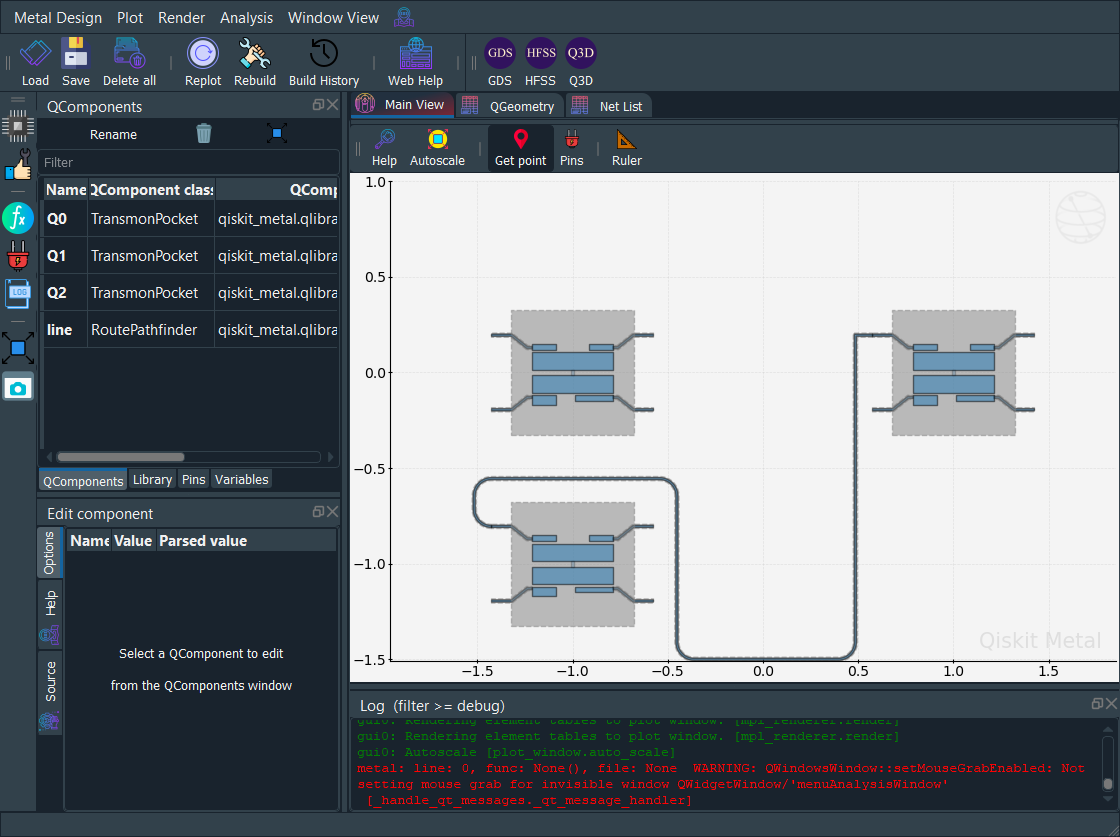 Metal Design Plot Render Analysis Window View
Load Save Delete all Replot Rebuild Build History Web Help GDS GDS HFSS HFSS Q3D Q3D
QComponents
Rename
Filter
Name QComponent class QComp
Q0 TransmonPocket qiskit_metal.qlibra
Q1 TransmonPocket qiskit_metal.qlibra
Q2 TransmonPocket qiskit_metal.qlibra
line RoutePathfinder qiskit_metal.qlibra
LOG
QComponents Library Pins Variables
Edit component
Options
Help
Source
Name Value Parsed value
Select a QComponent to edit
from the QComponents window
Main View QGeometry Net List
Help Autoscale Get point Pins Ruler
1.0
0.5
0.0
−0.5
−1.0
−1.5
−1.5 −1.0 −0.5 0.0 0.5 1.0 1.5
Qiskit Metal
Log (filter >= debug)
gui0: Rendering element tables to plot window. [mpl_renderer.render]
gui0: Rendering element tables to plot window. [mpl_renderer.render]
gui0: Autoscale [plot_window.auto_scale]
metal: line: 0, func: None(), file: None WARNING: QWindowsWindow::setMouseGrabEnabled: Not
setting mouse grab for invisible window QWidgetWindow/'menuAnalysisWindow'
[_handle_qt_messages._qt_message_handler]